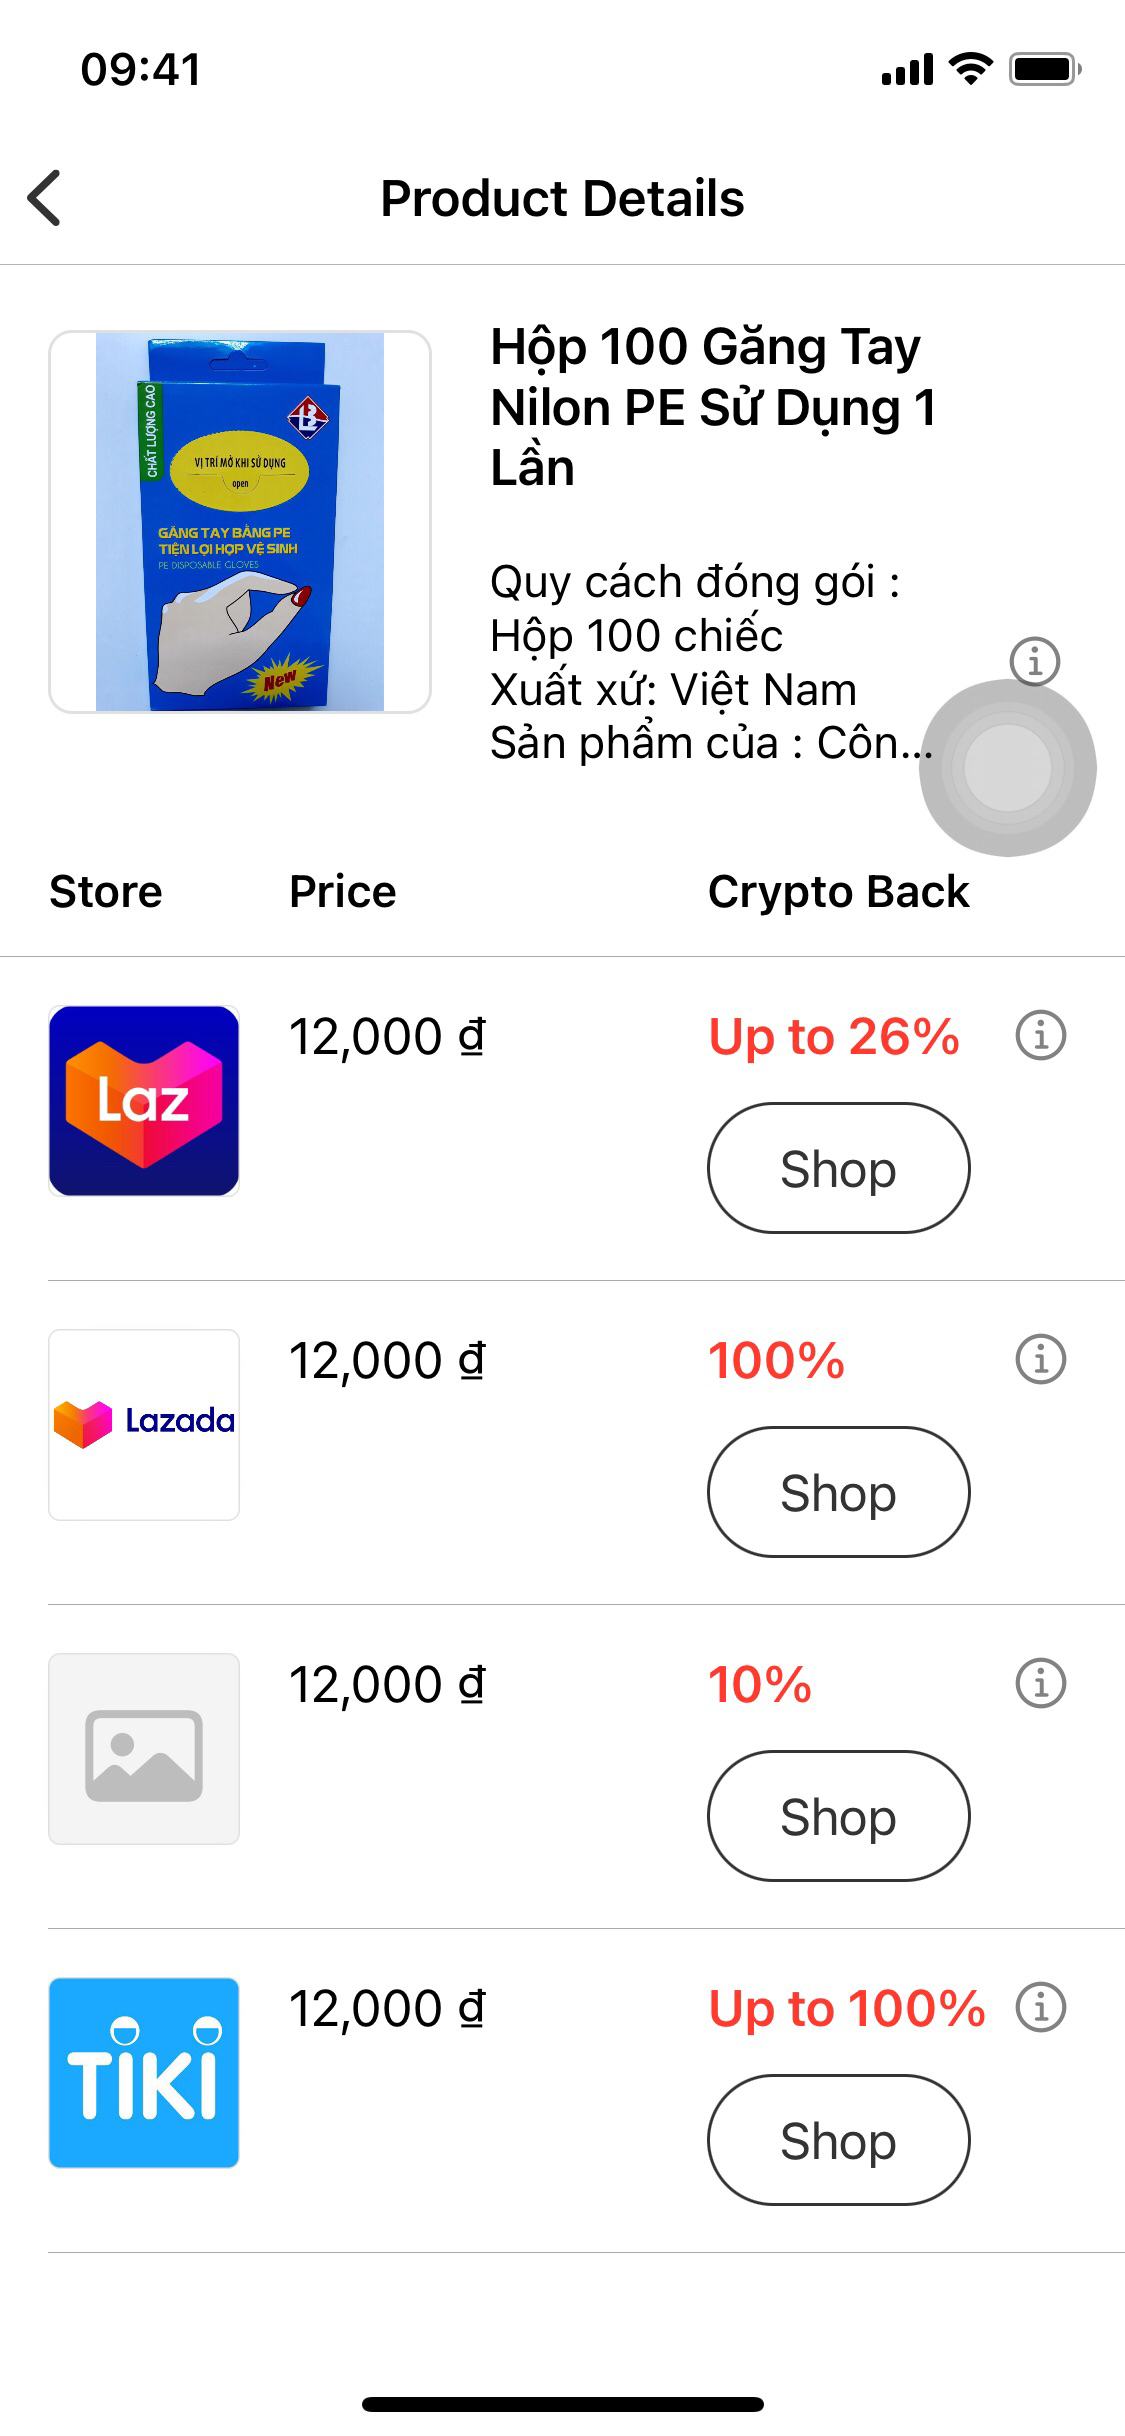 09:41
Product Details
CHẤT LƯỢNG CAO
VỊ TRÍ MỞ KHI SỬ DỤNG
open
GĂNG TAY BẰNG PE
TIỆN LỢI HỢP VỆ SINH
PE DISPOSABLE GLOVES
New
Hộp 100 Găng Tay
Nilon PE Sử Dụng 1
Lần
Quy cách đóng gói :
Hộp 100 chiếc
Xuất xứ: Việt Nam
Sản phẩm của : Côn...
Store Price Crypto Back
Laz 12,000 ₫ Up to 26%
Shop
Lazada 12,000 ₫ 100%
Shop
12,000 ₫ 10%
Shop
TIKI 12,000 ₫ Up to 100%
Shop